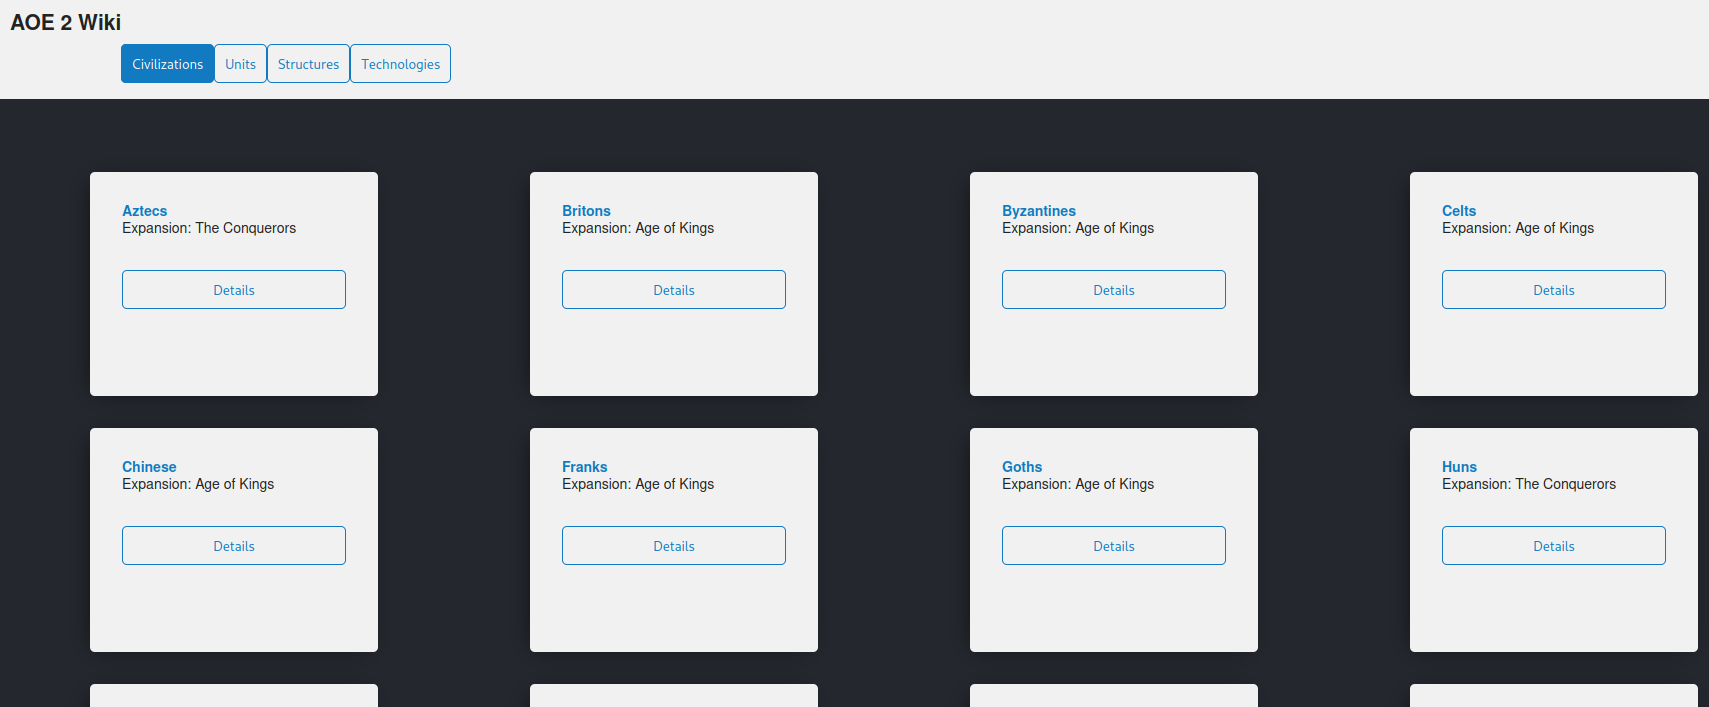 AOE 2 Wiki
Civilizations Units Structures Technologies
Aztecs
Expansion: The Conquerors
Details
Britons
Expansion: Age of Kings
Details
Byzantines
Expansion: Age of Kings
Details
Celts
Expansion: Age of Kings
Details
Chinese
Expansion: Age of Kings
Details
Franks
Expansion: Age of Kings
Details
Goths
Expansion: Age of Kings
Details
Huns
Expansion: The Conquerors
Details